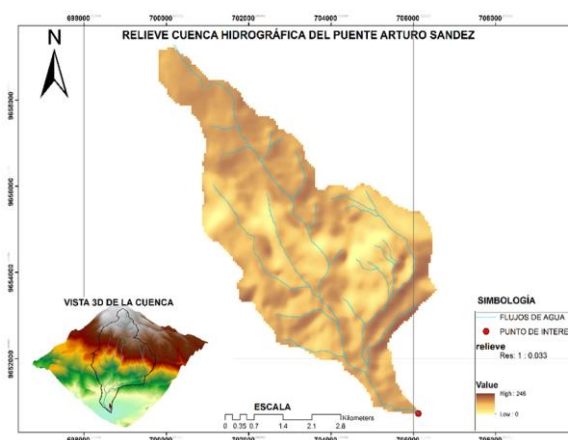 698000 700000 702000 704000 706000 708000
RELIEVE CUENCA HIDROGRÁFICA DEL PUENTE ARTURO SANDEZ
N
9658000
9656000
9654000
9652000
VISTA 3D DE LA CUENCA
SIMBOLOGÍA
FLUJOS DE AGUA
PUNTO DE INTERE
relieve
Res: 1 : 0.033
Value
High : 246
Low : 0
ESCALA
Kilometers
0 0.35 0.7 1.4 2.1 2.8
698000 700000 702000 704000 706000 708000